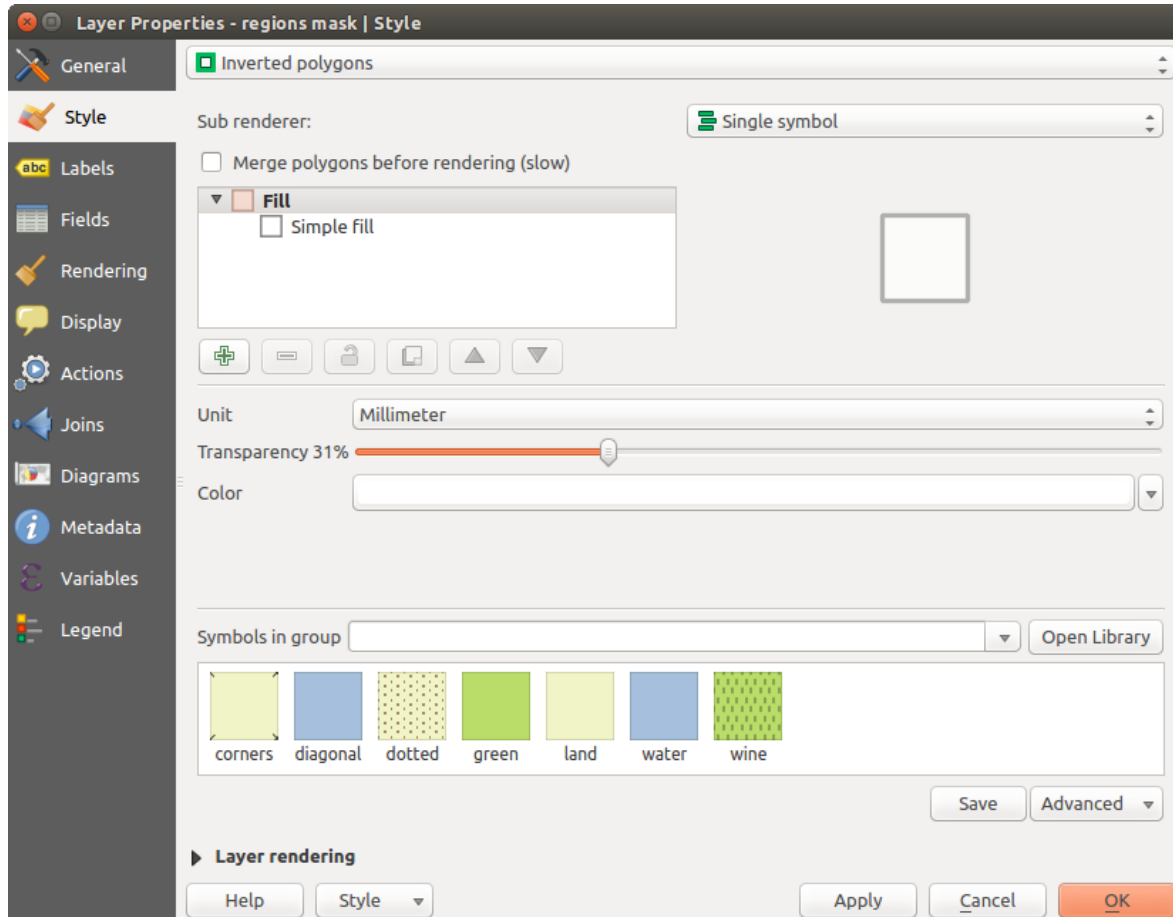 Layer Properties - regions mask | Style
General
Style
abc Labels
Fields
Rendering
Display
Actions
Joins
Diagrams
Metadata
Variables
Legend
Inverted polygons
Sub renderer:
Single symbol
Merge polygons before rendering (slow)
Fill
Simple fill
Unit
Millimeter
Transparency 31%
Color
Symbols in group
Open Library
corners diagonal dotted green land water wine
Save
Advanced
Layer rendering
Help
Style
Apply
Cancel
OK